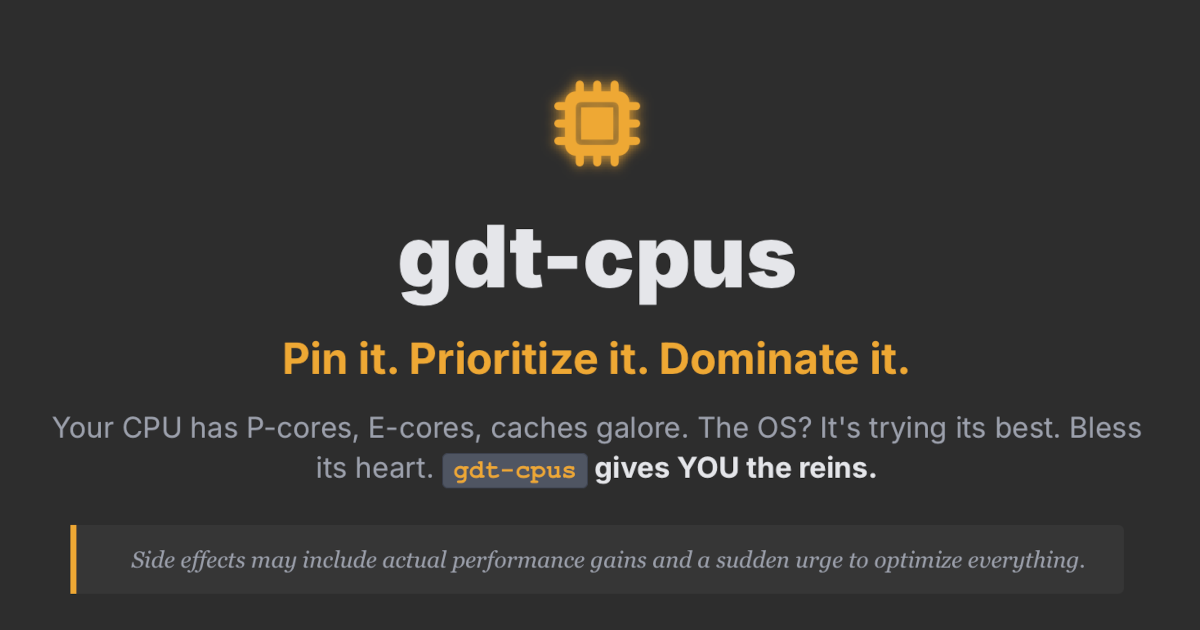 gdt-cpus
Pin it. Prioritize it. Dominate it.
Your CPU has P-cores, E-cores, caches galore. The OS? It's trying its best. Bless
its heart. gdt-cpus gives YOU the reins.
Side effects may include actual performance gains and a sudden urge to optimize everything.